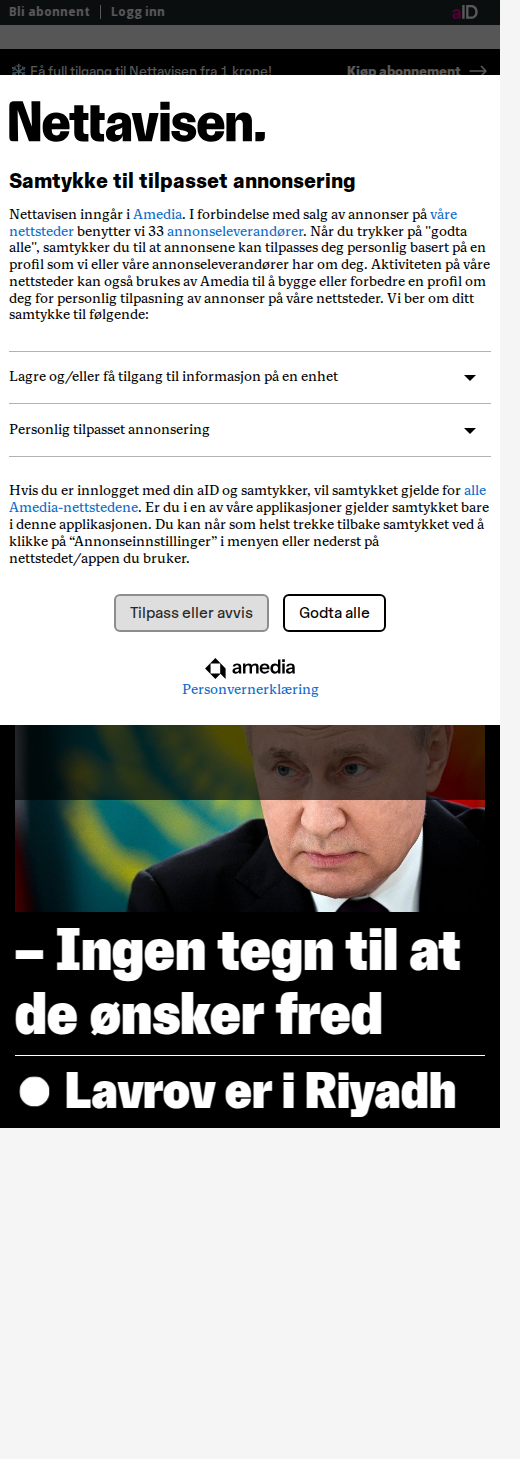 Bli abonnent | Logg inn aID
Få full tilgang til Nettavisen fra 1 krone! Kjøp abonnement →
Nettavisen.
Samtykke til tilpasset annonsering
Nettavisen inngår i Amedia. I forbindelse med salg av annonser på våre
nettsteder benytter vi 33 annonseleverandører. Når du trykker på "godta
alle", samtykker du til at annonsene kan tilpasses deg personlig basert på en
profil som vi eller våre annonseleverandører har om deg. Aktiviteten på våre
nettsteder kan også brukes av Amedia til å bygge eller forbedre en profil om
deg for personlig tilpasning av annonser på våre nettsteder. Vi ber om ditt
samtykke til følgende:
Lagre og/eller få tilgang til informasjon på en enhet
Personlig tilpasset annonsering
Hvis du er innlogget med din aID og samtykker, vil samtykket gjelde for alle
Amedia-nettstedene. Er du i en av våre applikasjoner gjelder samtykket bare
i denne applikasjonen. Du kan når som helst trekke tilbake samtykket ved å
klikke på “Annonseinnstillinger” i menyen eller nederst på
nettstedet/appen du bruker.
Tilpass eller avvis Godta alle
amedia
Personvernerklæring
– Ingen tegn til at
de ønsker fred
● Lavrov er i Riyadh